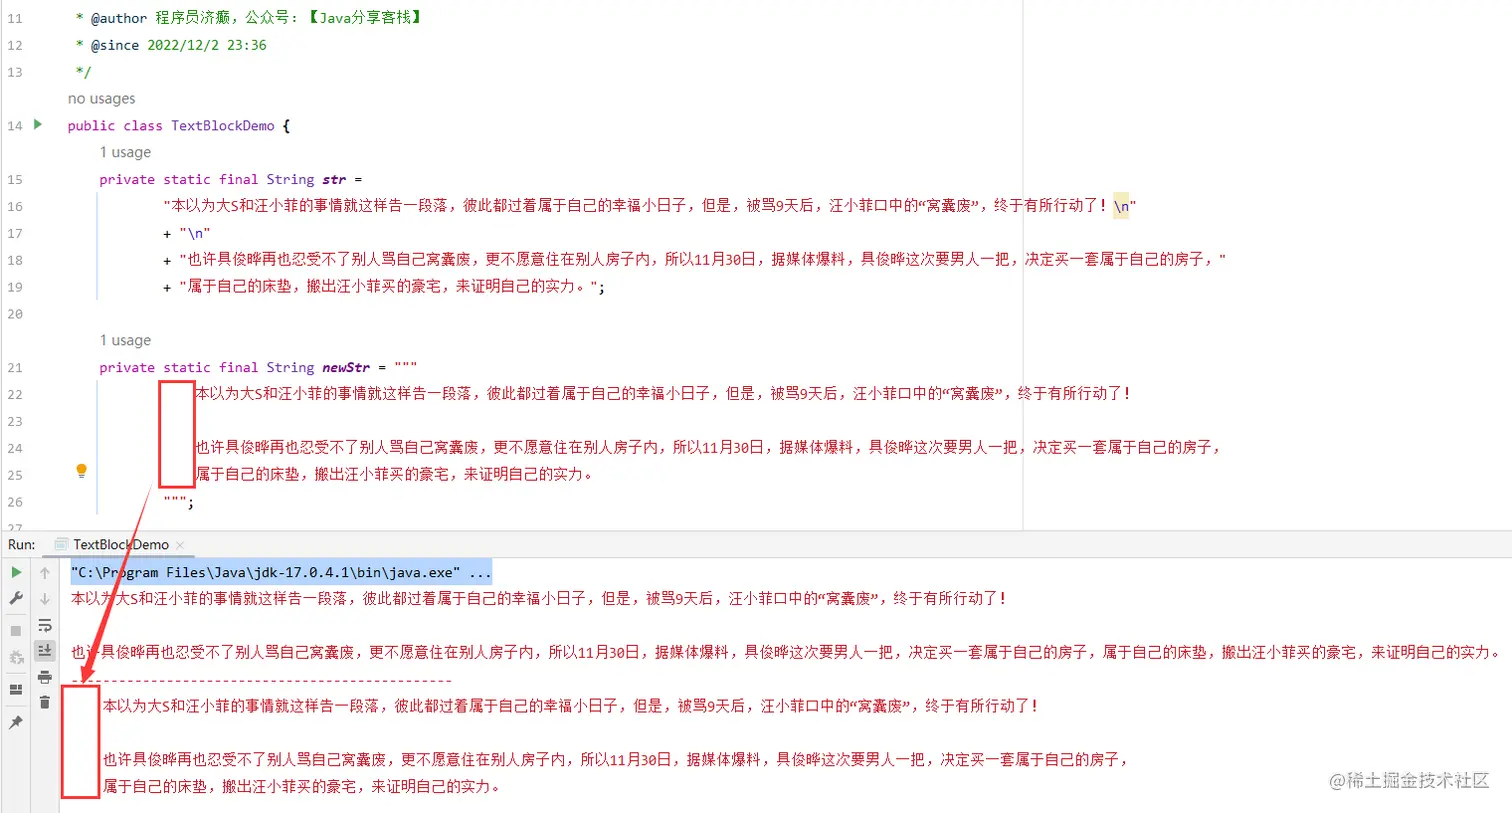 11 * @author 程序员济癫，公众号：【Java分享客栈】
12 * @since 2022/12/2 23:36
13 */
no usages
14 public class TextBlockDemo {
1 usage
15 private static final String str =
16 "本以为大S和汪小菲的事情就这样告一段落，彼此都过着属于自己的幸福小日子，但是，被骂9天后，汪小菲口中的“窝囊废”，终于有所行动了！\n"
17 + "\n"
18 + "也许具俊晔再也忍受不了别人骂自己窝囊废，更不愿意住在别人房子内，所以11月30日，据媒体爆料，具俊晔这次要男人一把，决定买一套属于自己的房子，"
19 + "属于自己的床垫，搬出汪小菲买的豪宅，来证明自己的实力。";
20
1 usage
21 private static final String newStr = """
22 本以为大S和汪小菲的事情就这样告一段落，彼此都过着属于自己的幸福小日子，但是，被骂9天后，汪小菲口中的“窝囊废”，终于有所行动了！
23
24 也许具俊晔再也忍受不了别人骂自己窝囊废，更不愿意住在别人房子内，所以11月30日，据媒体爆料，具俊晔这次要男人一把，决定买一套属于自己的房子，
25 属于自己的床垫，搬出汪小菲买的豪宅，来证明自己的实力。
26 """;
27
Run: TextBlockDemo
"C:\Program Files\Java\jdk-17.0.4.1\bin\java.exe" ...
本以为大S和汪小菲的事情就这样告一段落，彼此都过着属于自己的幸福小日子，但是，被骂9天后，汪小菲口中的“窝囊废”，终于有所行动了！
也许具俊晔再也忍受不了别人骂自己窝囊废，更不愿意住在别人房子内，所以11月30日，据媒体爆料，具俊晔这次要男人一把，决定买一套属于自己的房子，属于自己的床垫，搬出汪小菲买的豪宅，来证明自己的实力。
------------------------------------------------
本以为大S和汪小菲的事情就这样告一段落，彼此都过着属于自己的幸福小日子，但是，被骂9天后，汪小菲口中的“窝囊废”，终于有所行动了！
也许具俊晔再也忍受不了别人骂自己窝囊废，更不愿意住在别人房子内，所以11月30日，据媒体爆料，具俊晔这次要男人一把，决定买一套属于自己的房子，
属于自己的床垫，搬出汪小菲买的豪宅，来证明自己的实力。
@稀土掘金技术社区